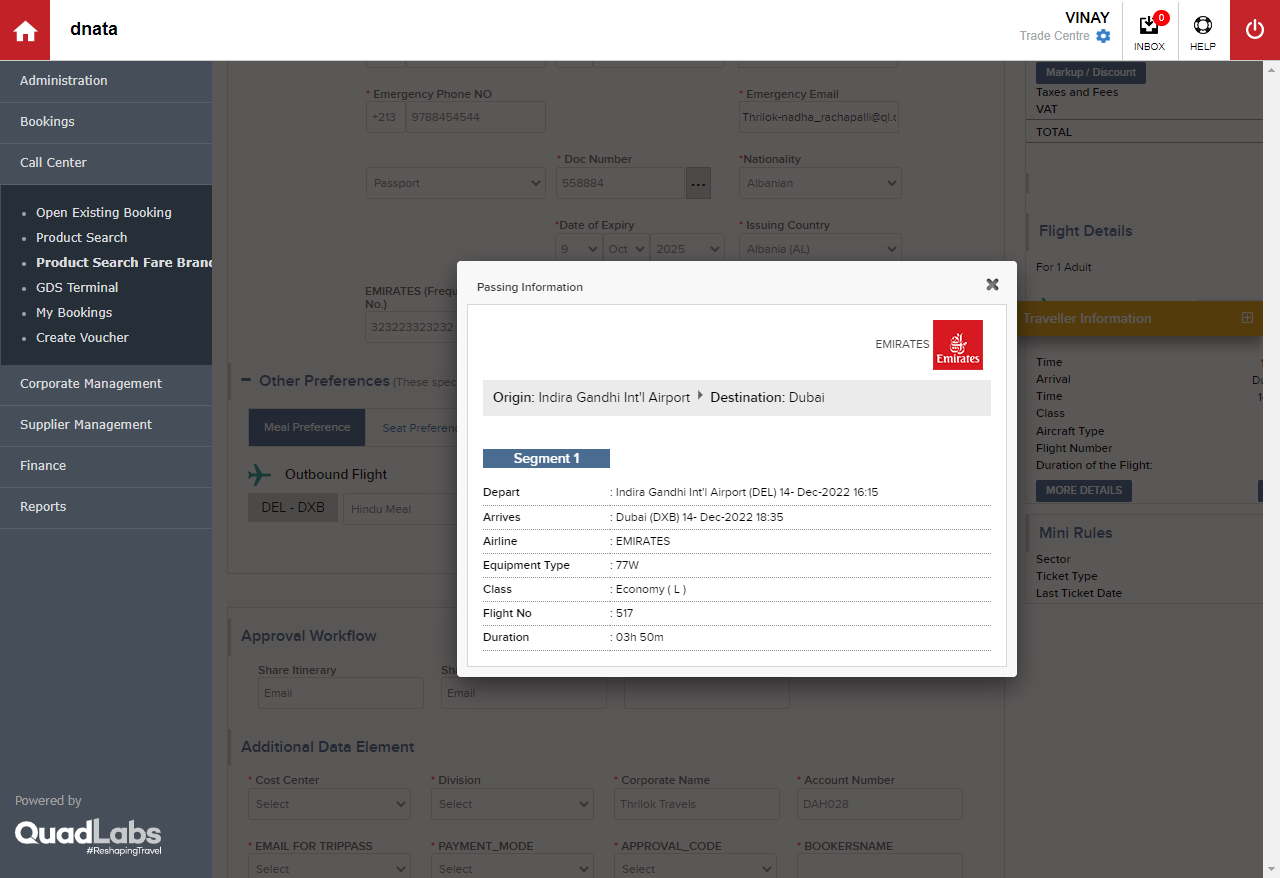 dnata
VINAY
Trade Centre
0
INBOX
HELP
Administration
Bookings
Call Center
Open Existing Booking
Product Search
Product Search Fare Brand
GDS Terminal
My Bookings
Create Voucher
Corporate Management
Supplier Management
Finance
Reports
Powered by
QuadLabs
#ReshapingTravel
* Emergency Phone NO
* Emergency Email
+213
9788454544
Thrilok-nadha_rachapalli@ql.c
* Doc Number
*Nationality
Passport
558884
...
Albanian
*Date of Expiry
* Issuing Country
9
Oct
2025
Albania (AL)
EMIRATES (Frequ
No.)
323223323232
Other Preferences (These spec
Meal Preference
Seat Preferenc
Outbound Flight
DEL - DXB
Hindu Meal
Approval Workflow
Share Itinerary
Sh
Email
Email
Additional Data Element
* Cost Center
* Division
* Corporate Name
* Account Number
Select
Select
Thrilok Travels
DAH028
* EMAIL FOR TRIPPASS
* PAYMENT_MODE
* APPROVAL_CODE
* BOOKERSNAME
Select
Select
Select
Passing Information
EMIRATES
Emirates
Origin: Indira Gandhi Int'l Airport Destination: Dubai
Segment 1
Depart : Indira Gandhi Int'l Airport (DEL) 14- Dec-2022 16:15
Arrives : Dubai (DXB) 14- Dec-2022 18:35
Airline : EMIRATES
Equipment Type : 77W
Class : Economy ( L )
Flight No : 517
Duration : 03h 50m
Markup / Discount
Taxes and Fees
VAT
TOTAL
Flight Details
For 1 Adult
Traveller Information
Time
Arrival
Du
Time
Class
Aircraft Type
Flight Number
Duration of the Flight:
MORE DETAILS
Mini Rules
Sector
Ticket Type
Last Ticket Date